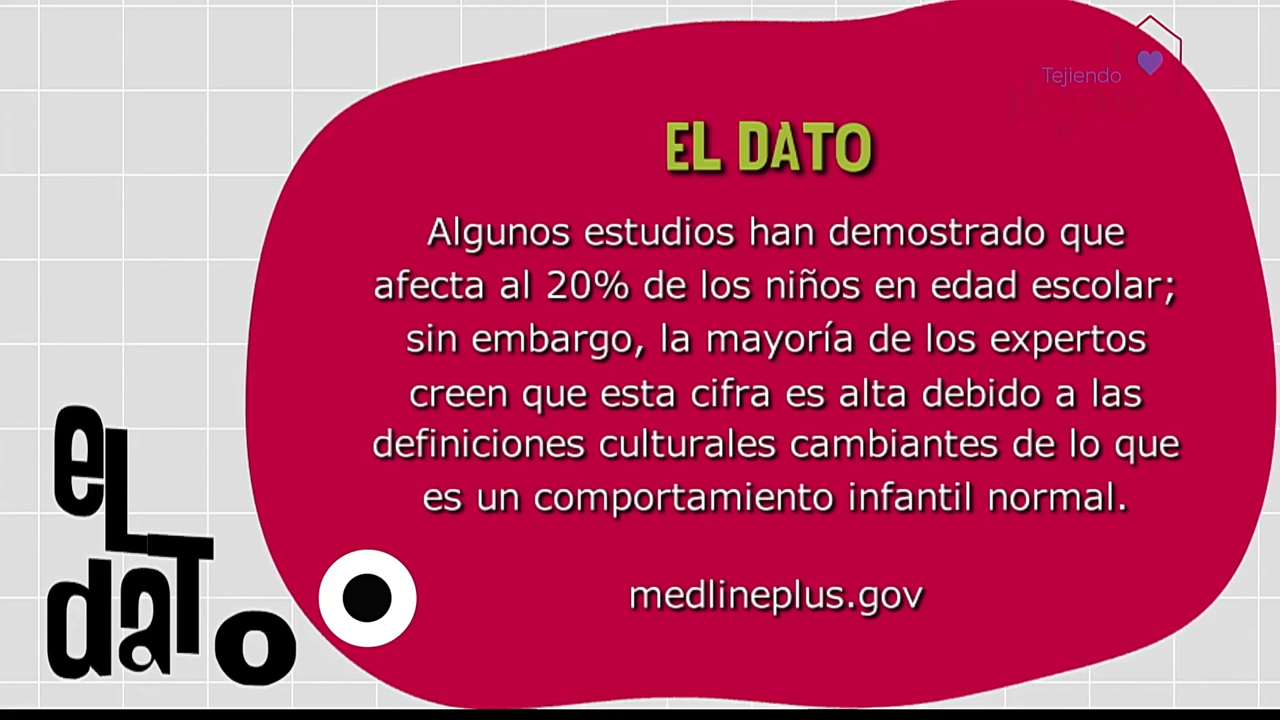 Tejiendo
EL DATO
Algunos estudios han demostrado que
afecta al 20% de los niños en edad escolar;
sin embargo, la mayoría de los expertos
creen que esta cifra es alta debido a las
definiciones culturales cambiantes de lo que
es un comportamiento infantil normal.
medlineplus.gov
eL
daTo